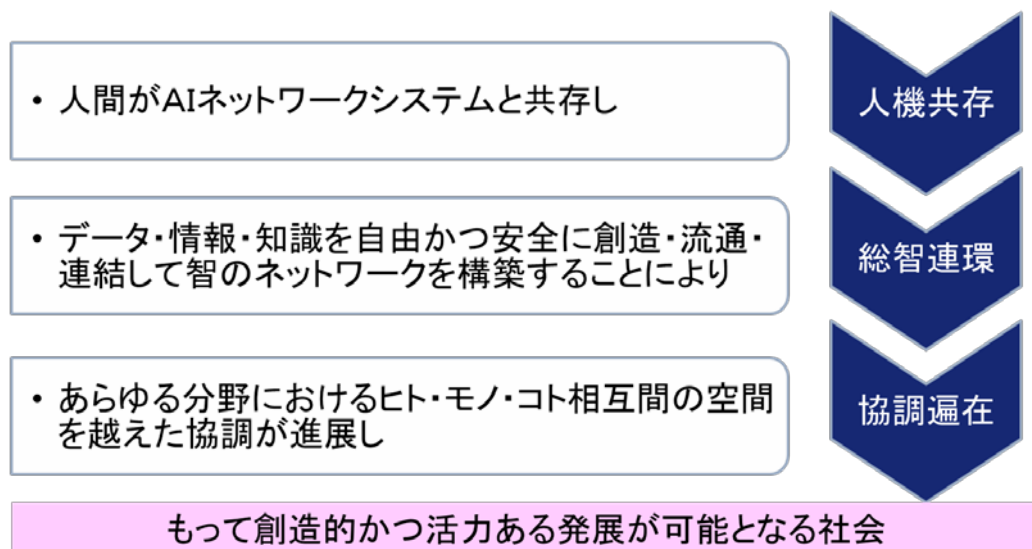 ・人間がAIネットワークシステムと共存し
人機共存
・データ・情報・知識を自由かつ安全に創造・流通・
連結して智のネットワークを構築することにより
総智連環
・あらゆる分野におけるヒト・モノ・コト相互間の空間
を越えた協調が進展し
協調遍在
もって創造的かつ活力ある発展が可能となる社会